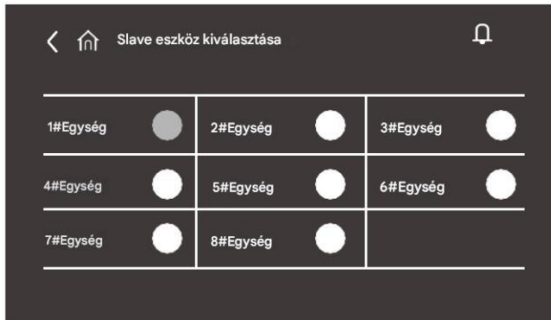 Slave eszköz kiválasztása
1#Egység 2#Egység 3#Egység
4#Egység 5#Egység 6#Egység
7#Egység 8#Egység